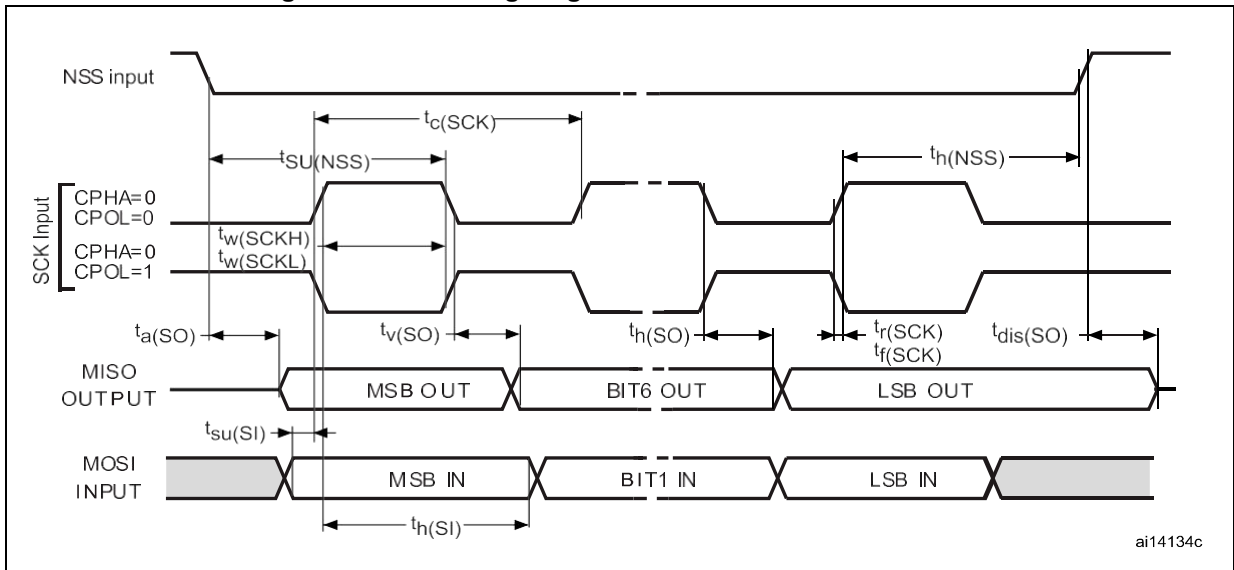 NSS input
tc(SCK)
tSU(NSS)
th(NSS)
SCK Input
CPHA=0
CPOL=0
CPHA=0
CPOL=1
tw(SCKH)
tw(SCKL)
ta(SO)
tv(SO)
th(SO)
tr(SCK)
tf(SCK)
tdis(SO)
MISO
OUTPUT
MSB OUT
BIT6 OUT
LSB OUT
tsu(SI)
MOSI
INPUT
MSB IN
BIT1 IN
LSB IN
th(SI)
ai14134c